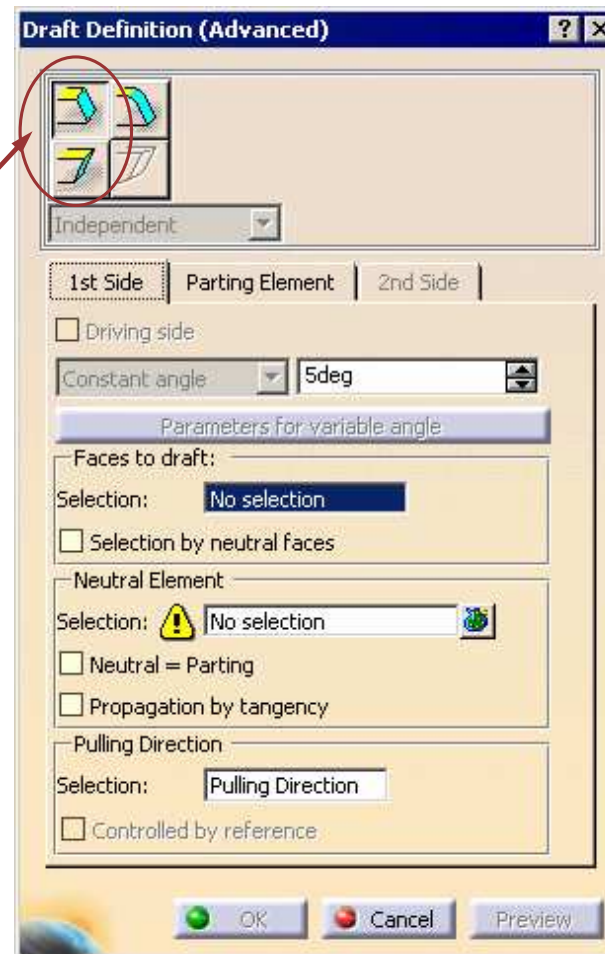 Draft Definition (Advanced)
Independent
1st Side Parting Element 2nd Side
Driving side
Constant angle 5deg
Parameters for variable angle
Faces to draft:
Selection: No selection
Selection by neutral faces
Neutral Element
Selection: No selection
Neutral = Parting
Propagation by tangency
Pulling Direction
Selection: Pulling Direction
Controlled by reference
OK Cancel Preview